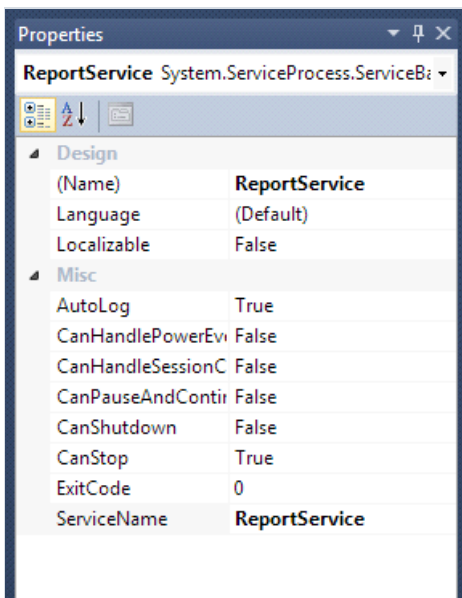 Properties
ReportService System.ServiceProcess.ServiceBa
A
Z
Design
(Name) ReportService
Language (Default)
Localizable False
Misc
AutoLog True
CanHandlePowerEv False
CanHandleSessionC False
CanPauseAndContin False
CanShutdown False
CanStop True
ExitCode 0
ServiceName ReportService